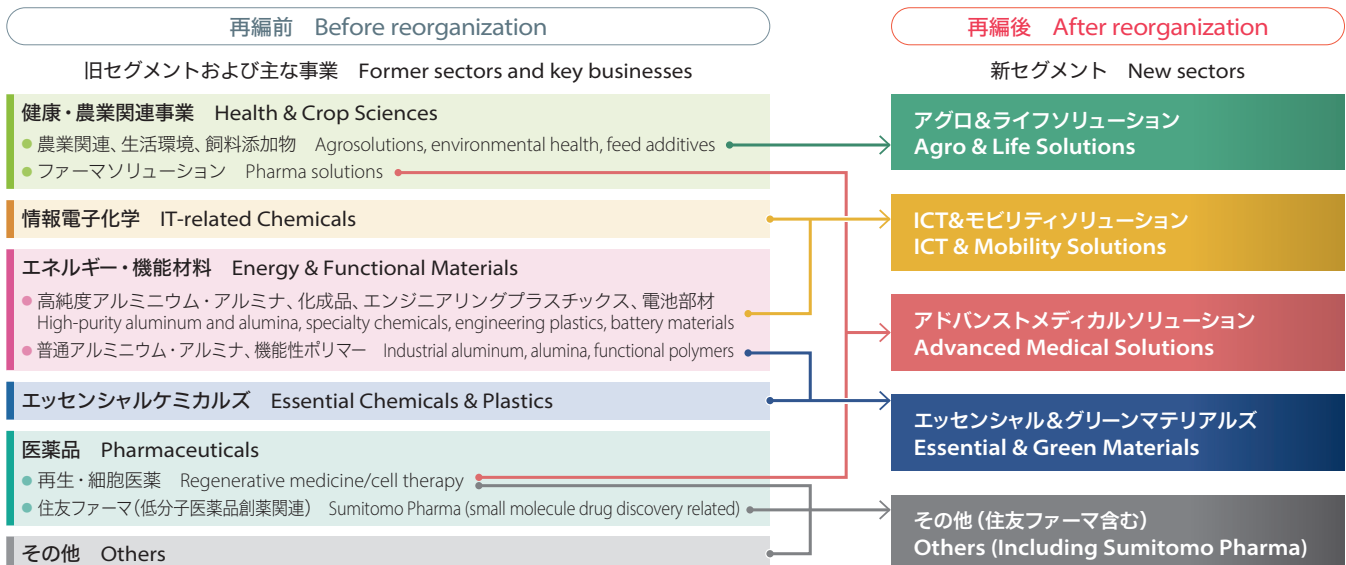 再編前 Before reorganization
再編後 After reorganization
旧セグメントおよび主な事業 Former sectors and key businesses
新セグメント New sectors
健康・農業関連事業 Health & Crop Sciences
● 農業関連、生活環境、飼料添加物 Agrosolutions, environmental health, feed additives
● ファーマソリューション Pharma solutions
情報電子化学 IT-related Chemicals
エネルギー・機能材料 Energy & Functional Materials
● 高純度アルミニウム・アルミナ、化成品、エンジニアリングプラスチックス、電池部材
High-purity aluminum and alumina, specialty chemicals, engineering plastics, battery materials
● 普通アルミニウム・アルミナ、機能性ポリマー Industrial aluminum, alumina, functional polymers
エッセンシャルケミカルズ Essential Chemicals & Plastics
医薬品 Pharmaceuticals
● 再生・細胞医薬 Regenerative medicine/cell therapy
● 住友ファーマ(低分子医薬品創薬関連) Sumitomo Pharma (small molecule drug discovery related)
その他 Others
アグロ&ライフソリューション
Agro & Life Solutions
ICT&モビリティソリューション
ICT & Mobility Solutions
アドバンストメディカルソリューション
Advanced Medical Solutions
エッセンシャル&グリーンマテリアルズ
Essential & Green Materials
その他(住友ファーマ含む)
Others (Including Sumitomo Pharma)